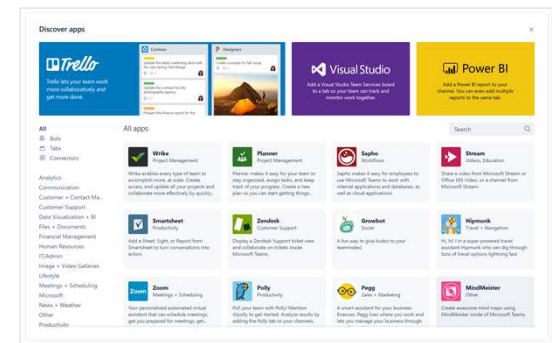 Discover apps
Trello
Trello lets your team work
more collaboratively and
get more done.
Contoso
Designers
Visual Studio
Add a Visual Studio Team Services board
to a tab so your team can track and
monitor work together.
Power BI
Add a Power BI report to your
channel. You can even add multiple
reports to the same tab.
All
Bots
Tabs
Connectors
Analytics
Communication
Customer + Contact Ma...
Customer Support
Data Visualization + BI
Files + Documents
Financial Management
Human Resources
IT/Admin
Image + Video Galleries
Lifestyle
Meetings + Scheduling
Microsoft
News + Weather
Other
Productivity
All apps
Search
Wrike
Project Management
Wrike enables every type of team to
accomplish more, at scale. Create,
access, and update all your projects and
collaborate more effectively by quickly...
Planner
Project Management
Planner makes it easy for your team to
stay organized, assign tasks, and keep
track of your progress. Create a new
plan so you can start getting things...
Sapho
Workflows
Sapho makes it easy for employees to
use Microsoft Teams to work with
internal applications and databases, as
well as cloud applications.
Stream
Videos, Education
Share a video from Microsoft Stream or
Office 365 Video, or a channel from
Microsoft Stream.
Smartsheet
Productivity
Add a Sheet, Sight, or Report from
Smartsheet to turn conversations into
action.
Zendesk
Customer Support
Display a Zendesk Support ticket view
and collaborate on tickets inside
Microsoft Teams.
Growbot
Social
A fun way to give kudos to your
teammates!
Hipmunk
Travel + Navigation
Hi, hi! I'm a super powered travel
assistant Hipmunk who can dig through
tons of travel options lightning fast.
Zoom
Meetings + Scheduling
Your personalized automated virtual
assistant that can schedule meetings,
get you prepared for meetings, get...
Polly
Productivity
Poll your team with Polly! Mention
@polly to get started. Analyze results by
adding the Polly tab to your channels.
Pegg
Sales + Marketing
A smart assistant for your business
finances. Pegg lives where you work and
lets you manage your business through
MindMeister
Other
Create awesome mind maps using
MindMeister inside of Microsoft Teams.